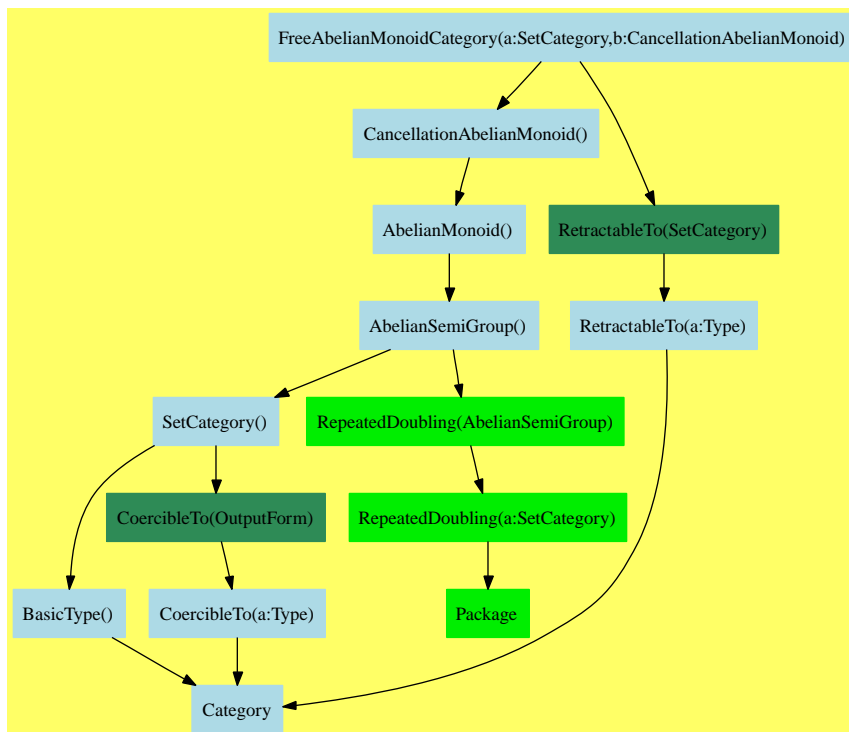 FreeAbelianMonoidCategory(a:SetCategory,b:CancellationAbelianMonoid)
CancellationAbelianMonoid()
AbelianMonoid()
RetractableTo(SetCategory)
AbelianSemiGroup()
RetractableTo(a:Type)
SetCategory()
RepeatedDoubling(AbelianSemiGroup)
CoercibleTo(OutputForm)
RepeatedDoubling(a:SetCategory)
BasicType()
CoercibleTo(a:Type)
Package
Category